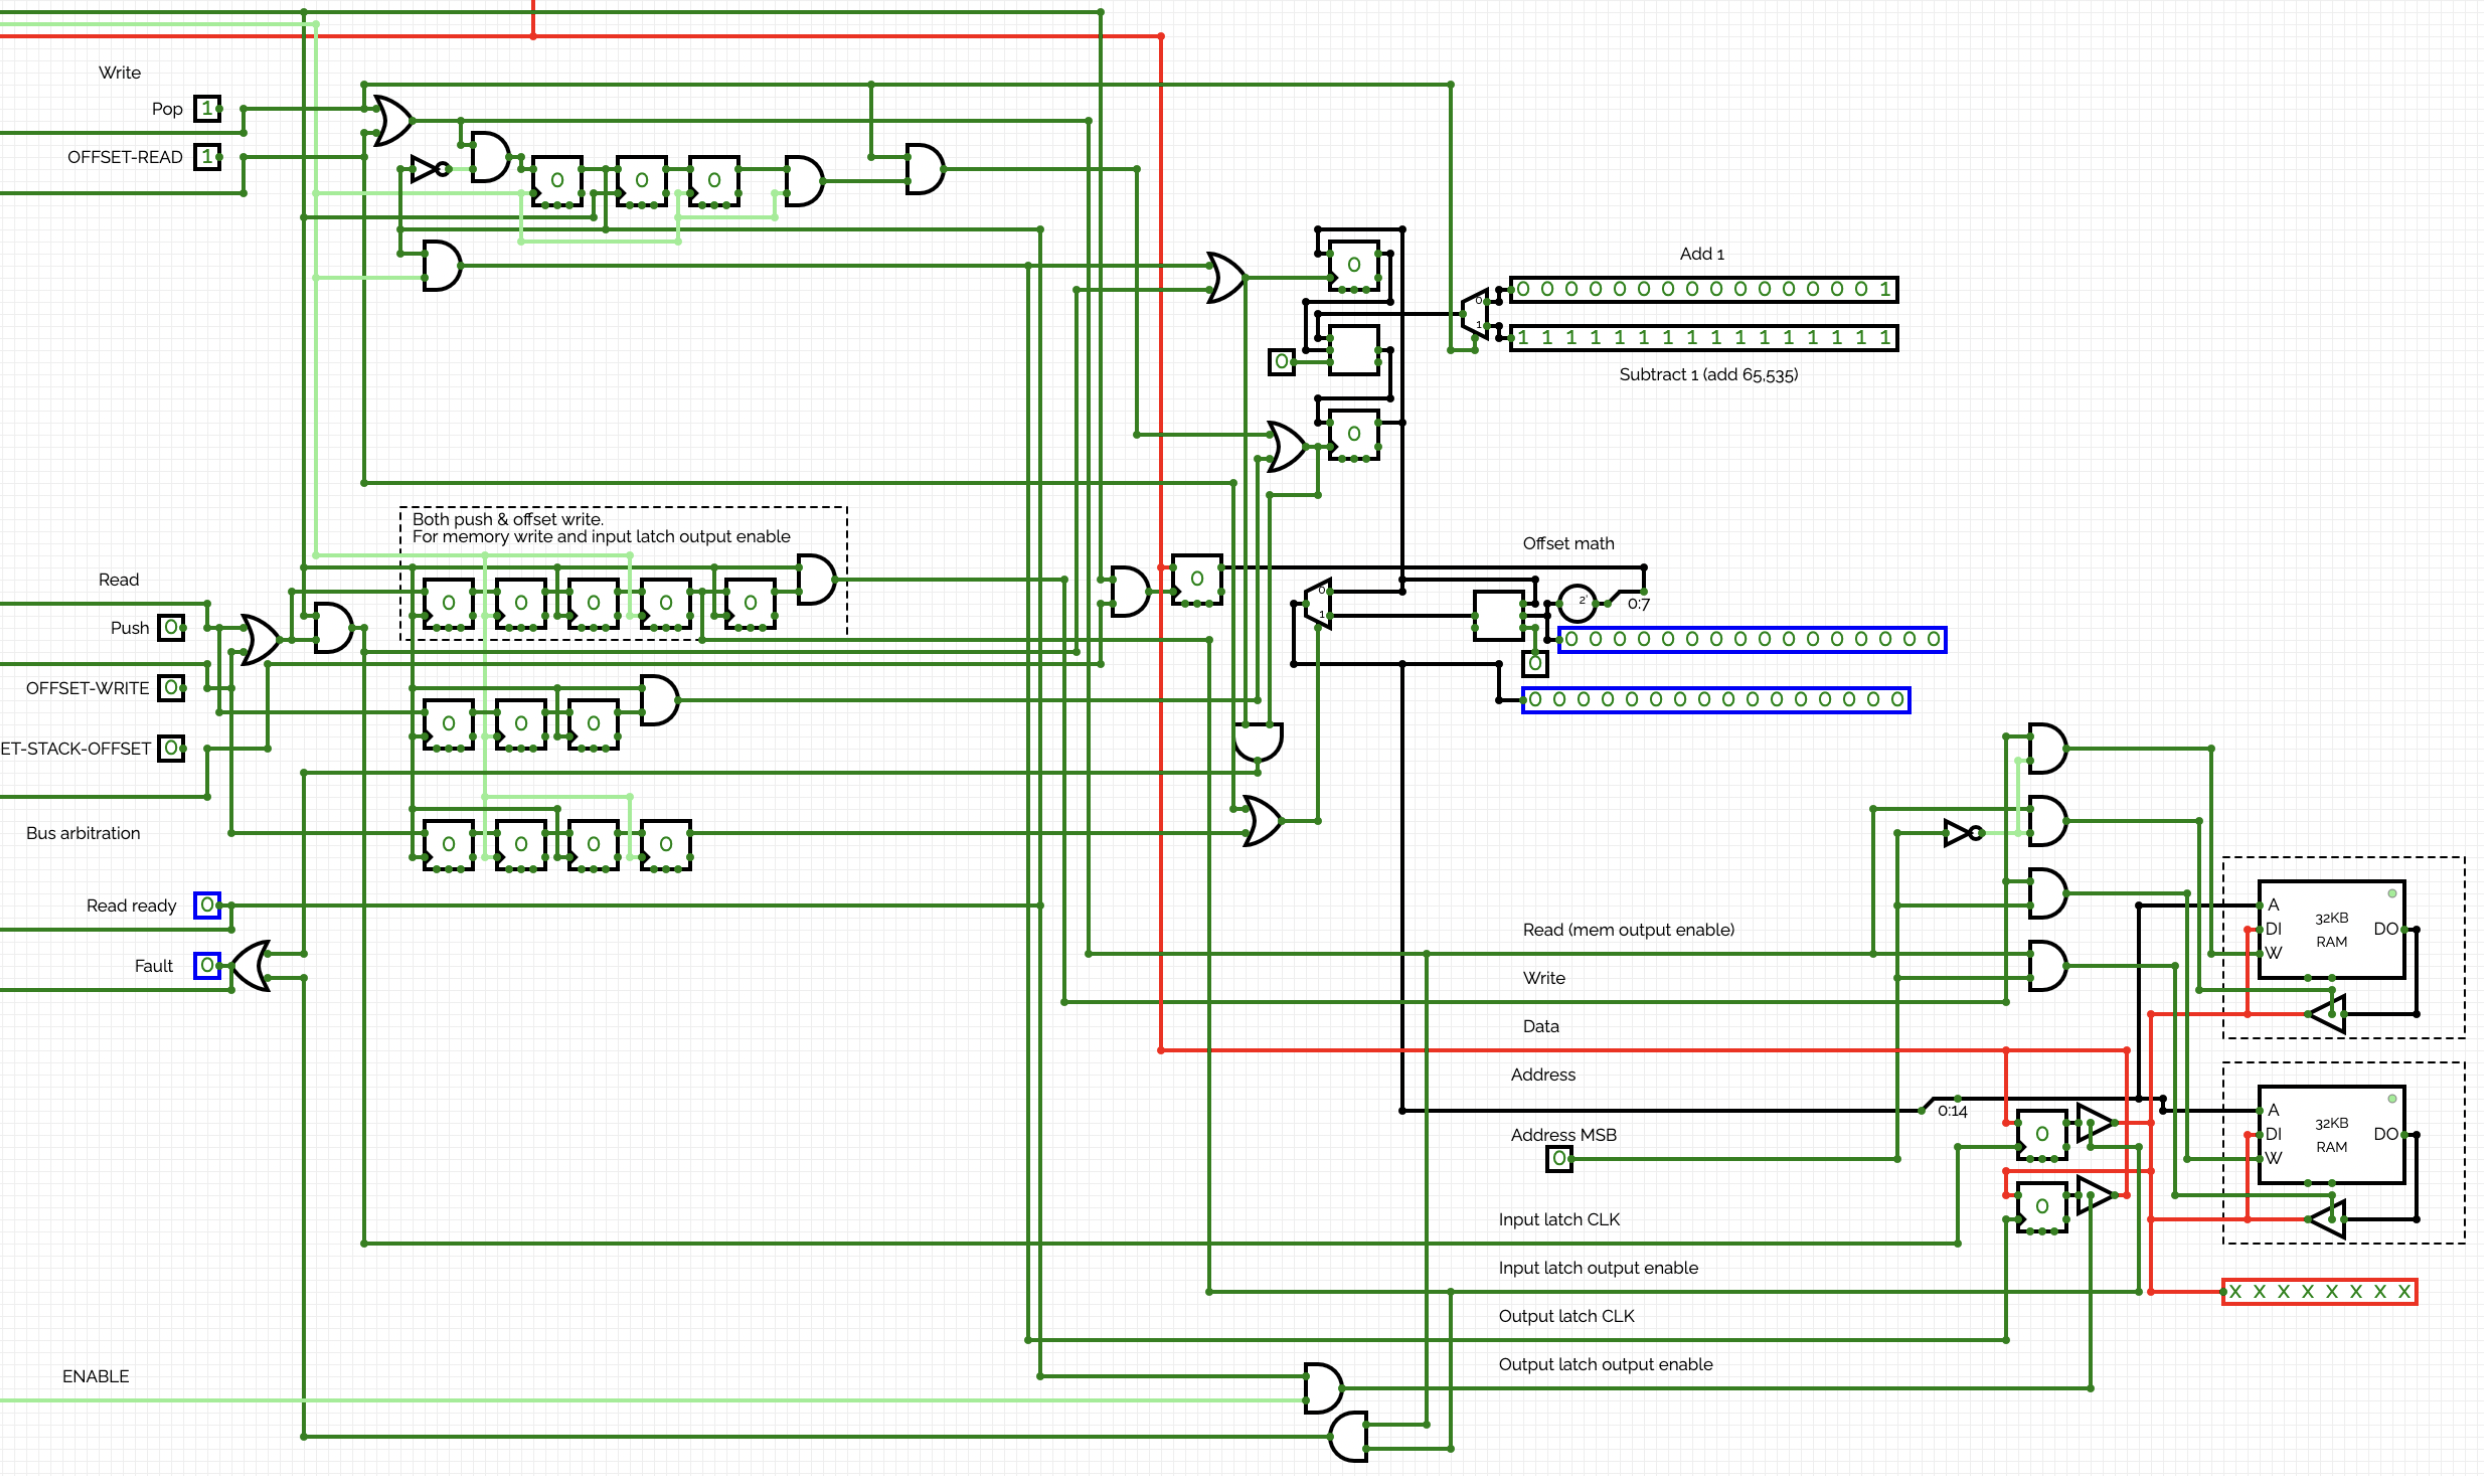 Write
Pop 1
OFFSET-READ 1
0 0 0
0
Add 1
0 0 0 0 0 0 0 0 0 0 0 0 0 0 0 1
0
1
1 1 1 1 1 1 1 1 1 1 1 1 1 1 1 1
0
Subtract 1 (add 65,535)
0
Both push & offset write.
For memory write and input latch output enable
Offset math
Read
0 0 0 0 0
0
0
1
2'
0:7
Push 0
0 0 0 0 0 0 0 0 0 0 0 0 0 0 0 0
0
OFFSET-WRITE 0
0 0 0 0 0 0 0 0 0 0 0 0 0 0 0 0
0 0 0
ET-STACK-OFFSET 0
Bus arbitration
0 0 0 0
Read ready 0
A
DI
W
32KB
RAM
DO
Fault 0
Read (mem output enable)
Write
Data
Address
0:14
Address MSB
0
0
A
DI
W
32KB
RAM
DO
0
Input latch CLK
Input latch output enable
X X X X X X X X
Output latch CLK
Output latch output enable
ENABLE